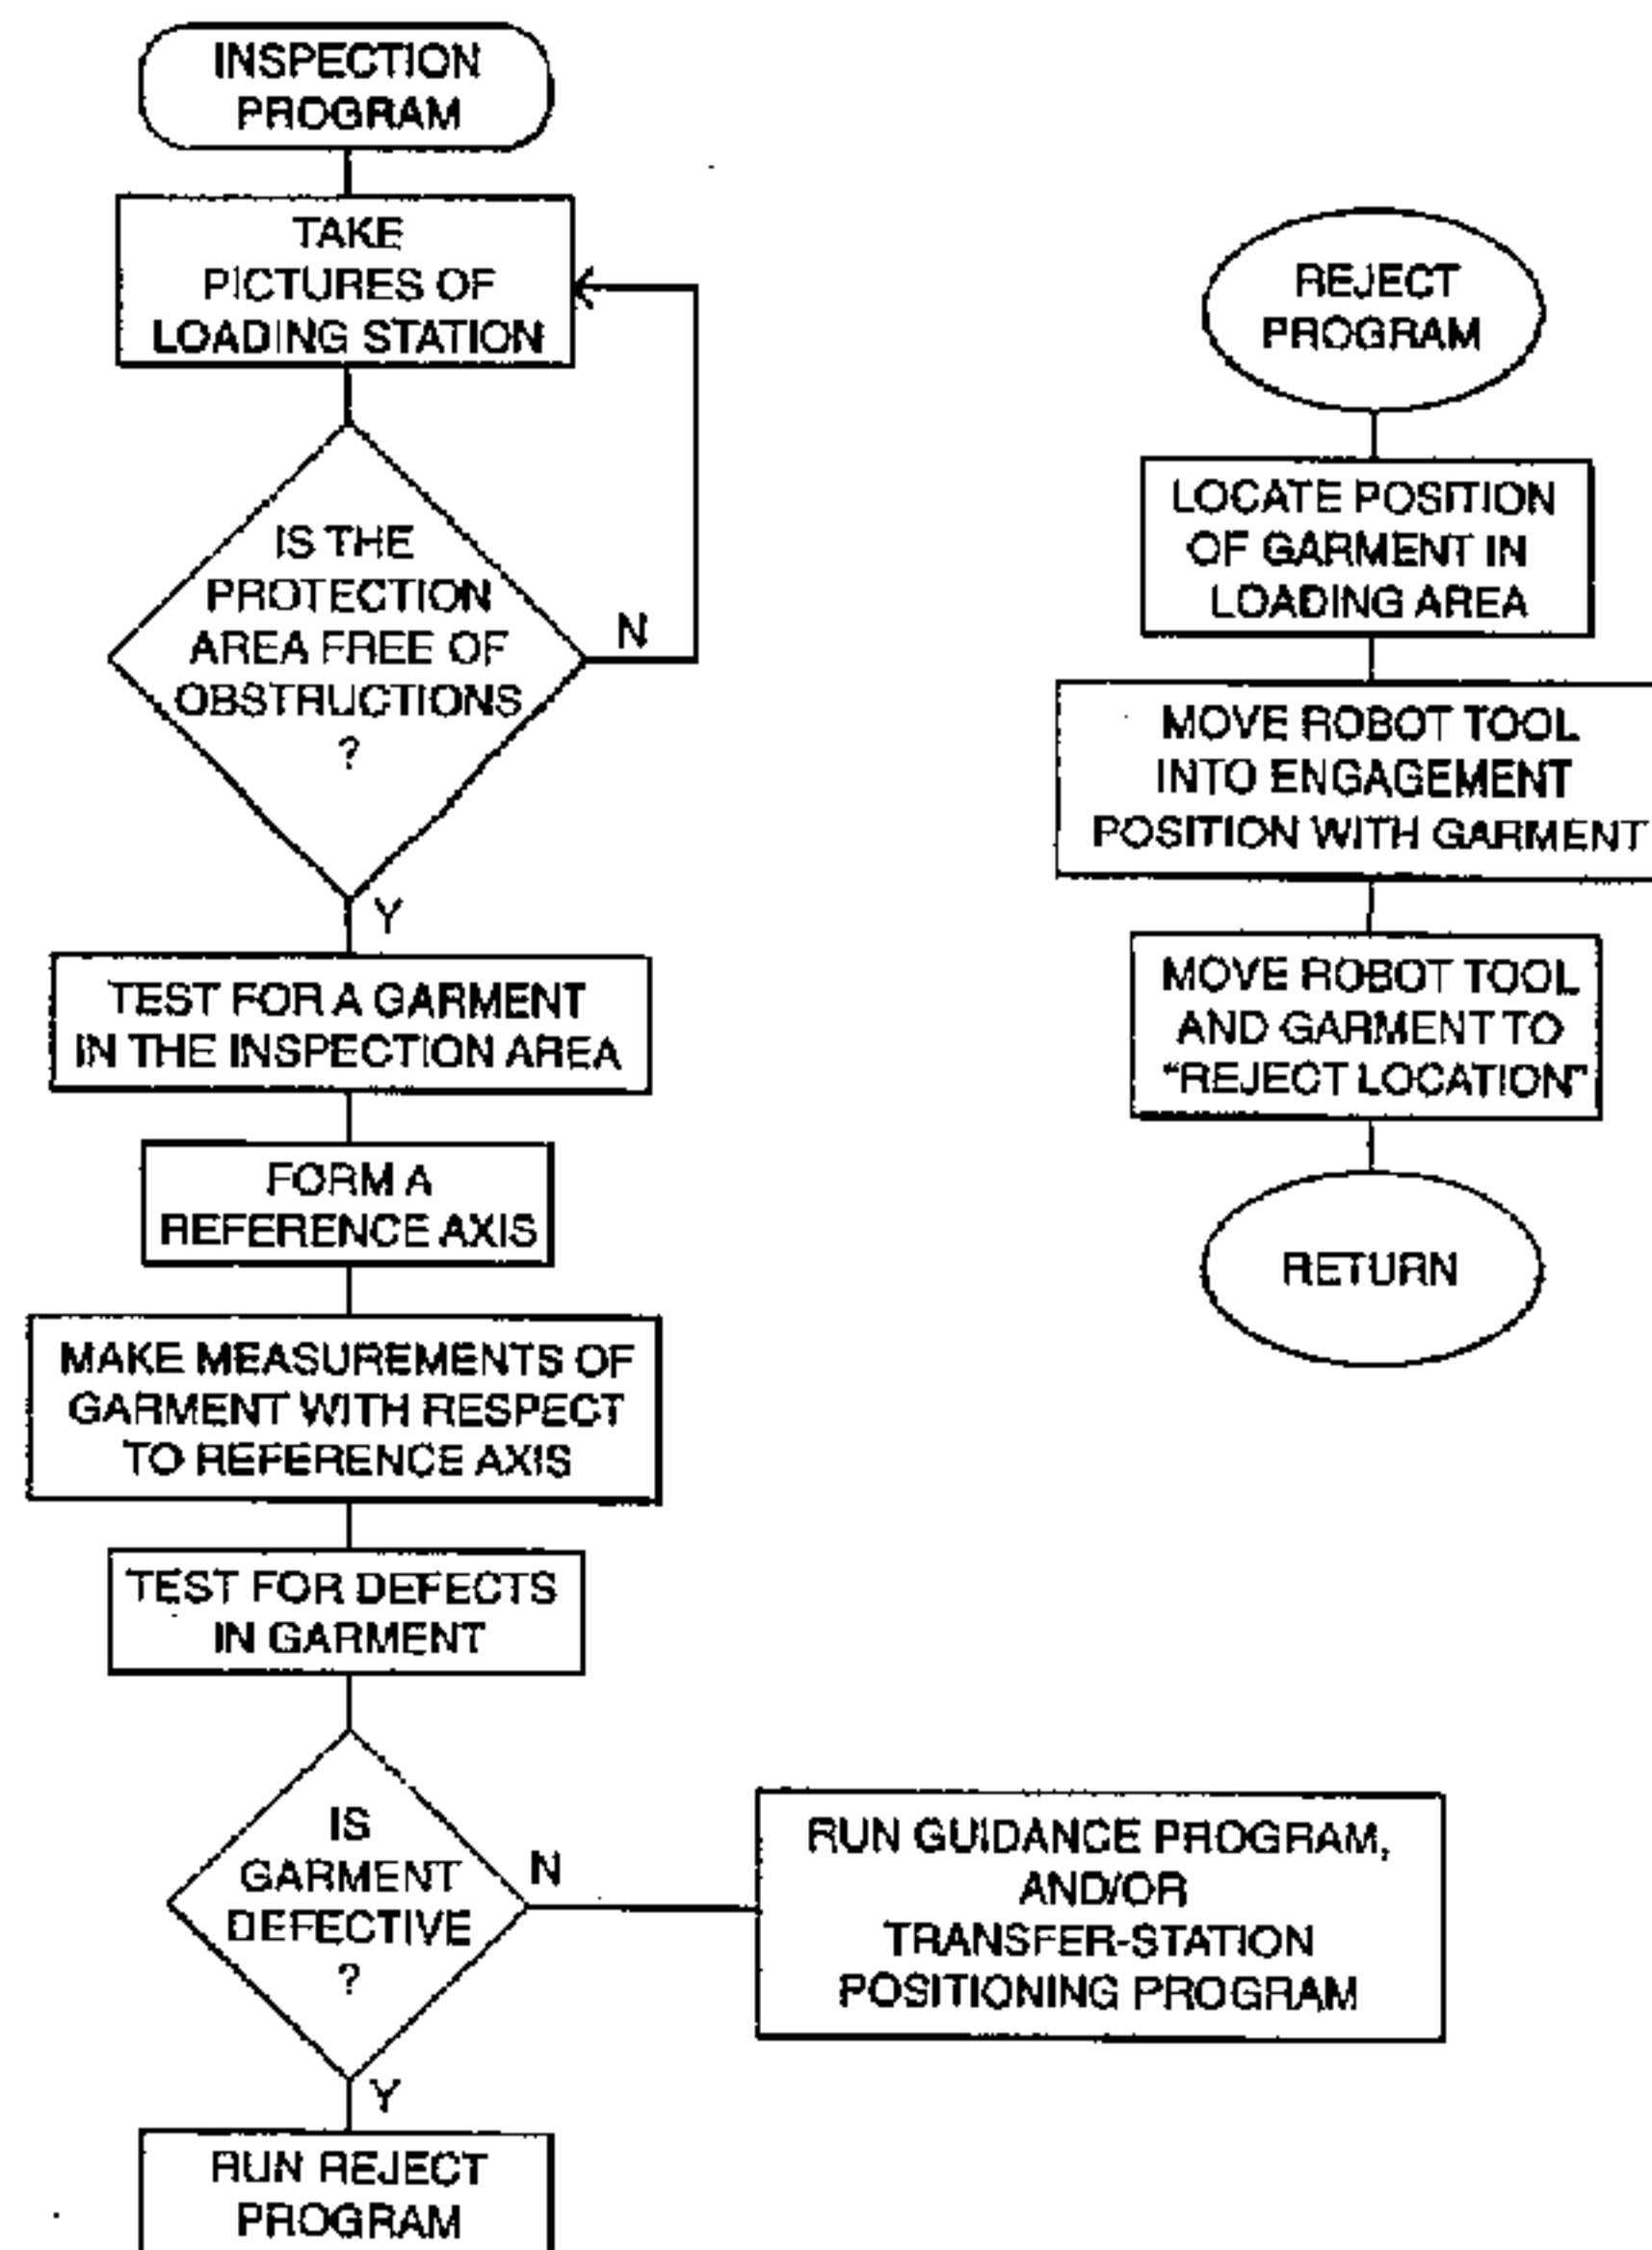 INSPECTION
PROGRAM
TAKE
PICTURES OF
LOADING STATION
IS THE
PROTECTION
AREA FREE OF
OBSTRUCTIONS
?
N
Y
TEST FOR A GARMENT
IN THE INSPECTION AREA
FORM A
REFERENCE AXIS
MAKE MEASUREMENTS OF
GARMENT WITH RESPECT
TO REFERENCE AXIS
TEST FOR DEFECTS
IN GARMENT
IS
GARMENT
DEFECTIVE
?
N
Y
RUN GUIDANCE PROGRAM,
AND/OR
TRANSFER-STATION
POSITIONING PROGRAM
RUN REJECT
PROGRAM
REJECT
PROGRAM
LOCATE POSITION
OF GARMENT IN
LOADING AREA
MOVE ROBOT TOOL
INTO ENGAGEMENT
POSITION WITH GARMENT
MOVE ROBOT TOOL
AND GARMENT TO
"REJECT LOCATION"
RETURN